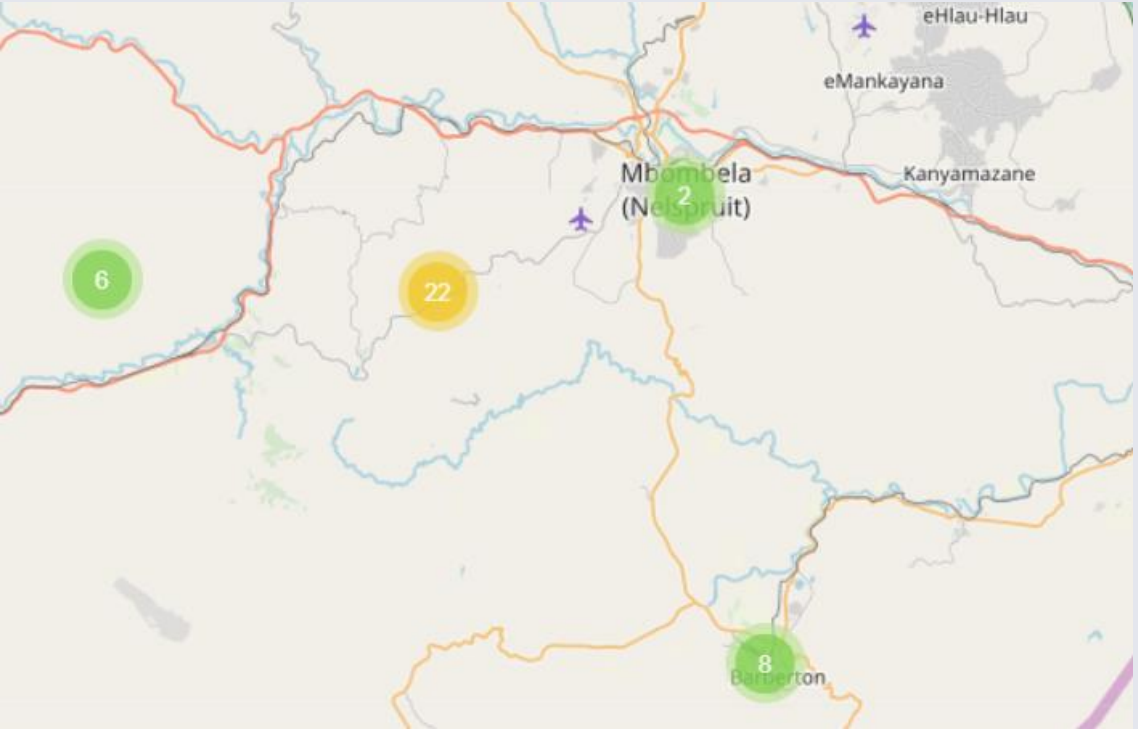 eHlau-Hlau
eMankayana
Kanyamazane
Mbombela
2
(Nelspruit)
6
22
8
Barberton